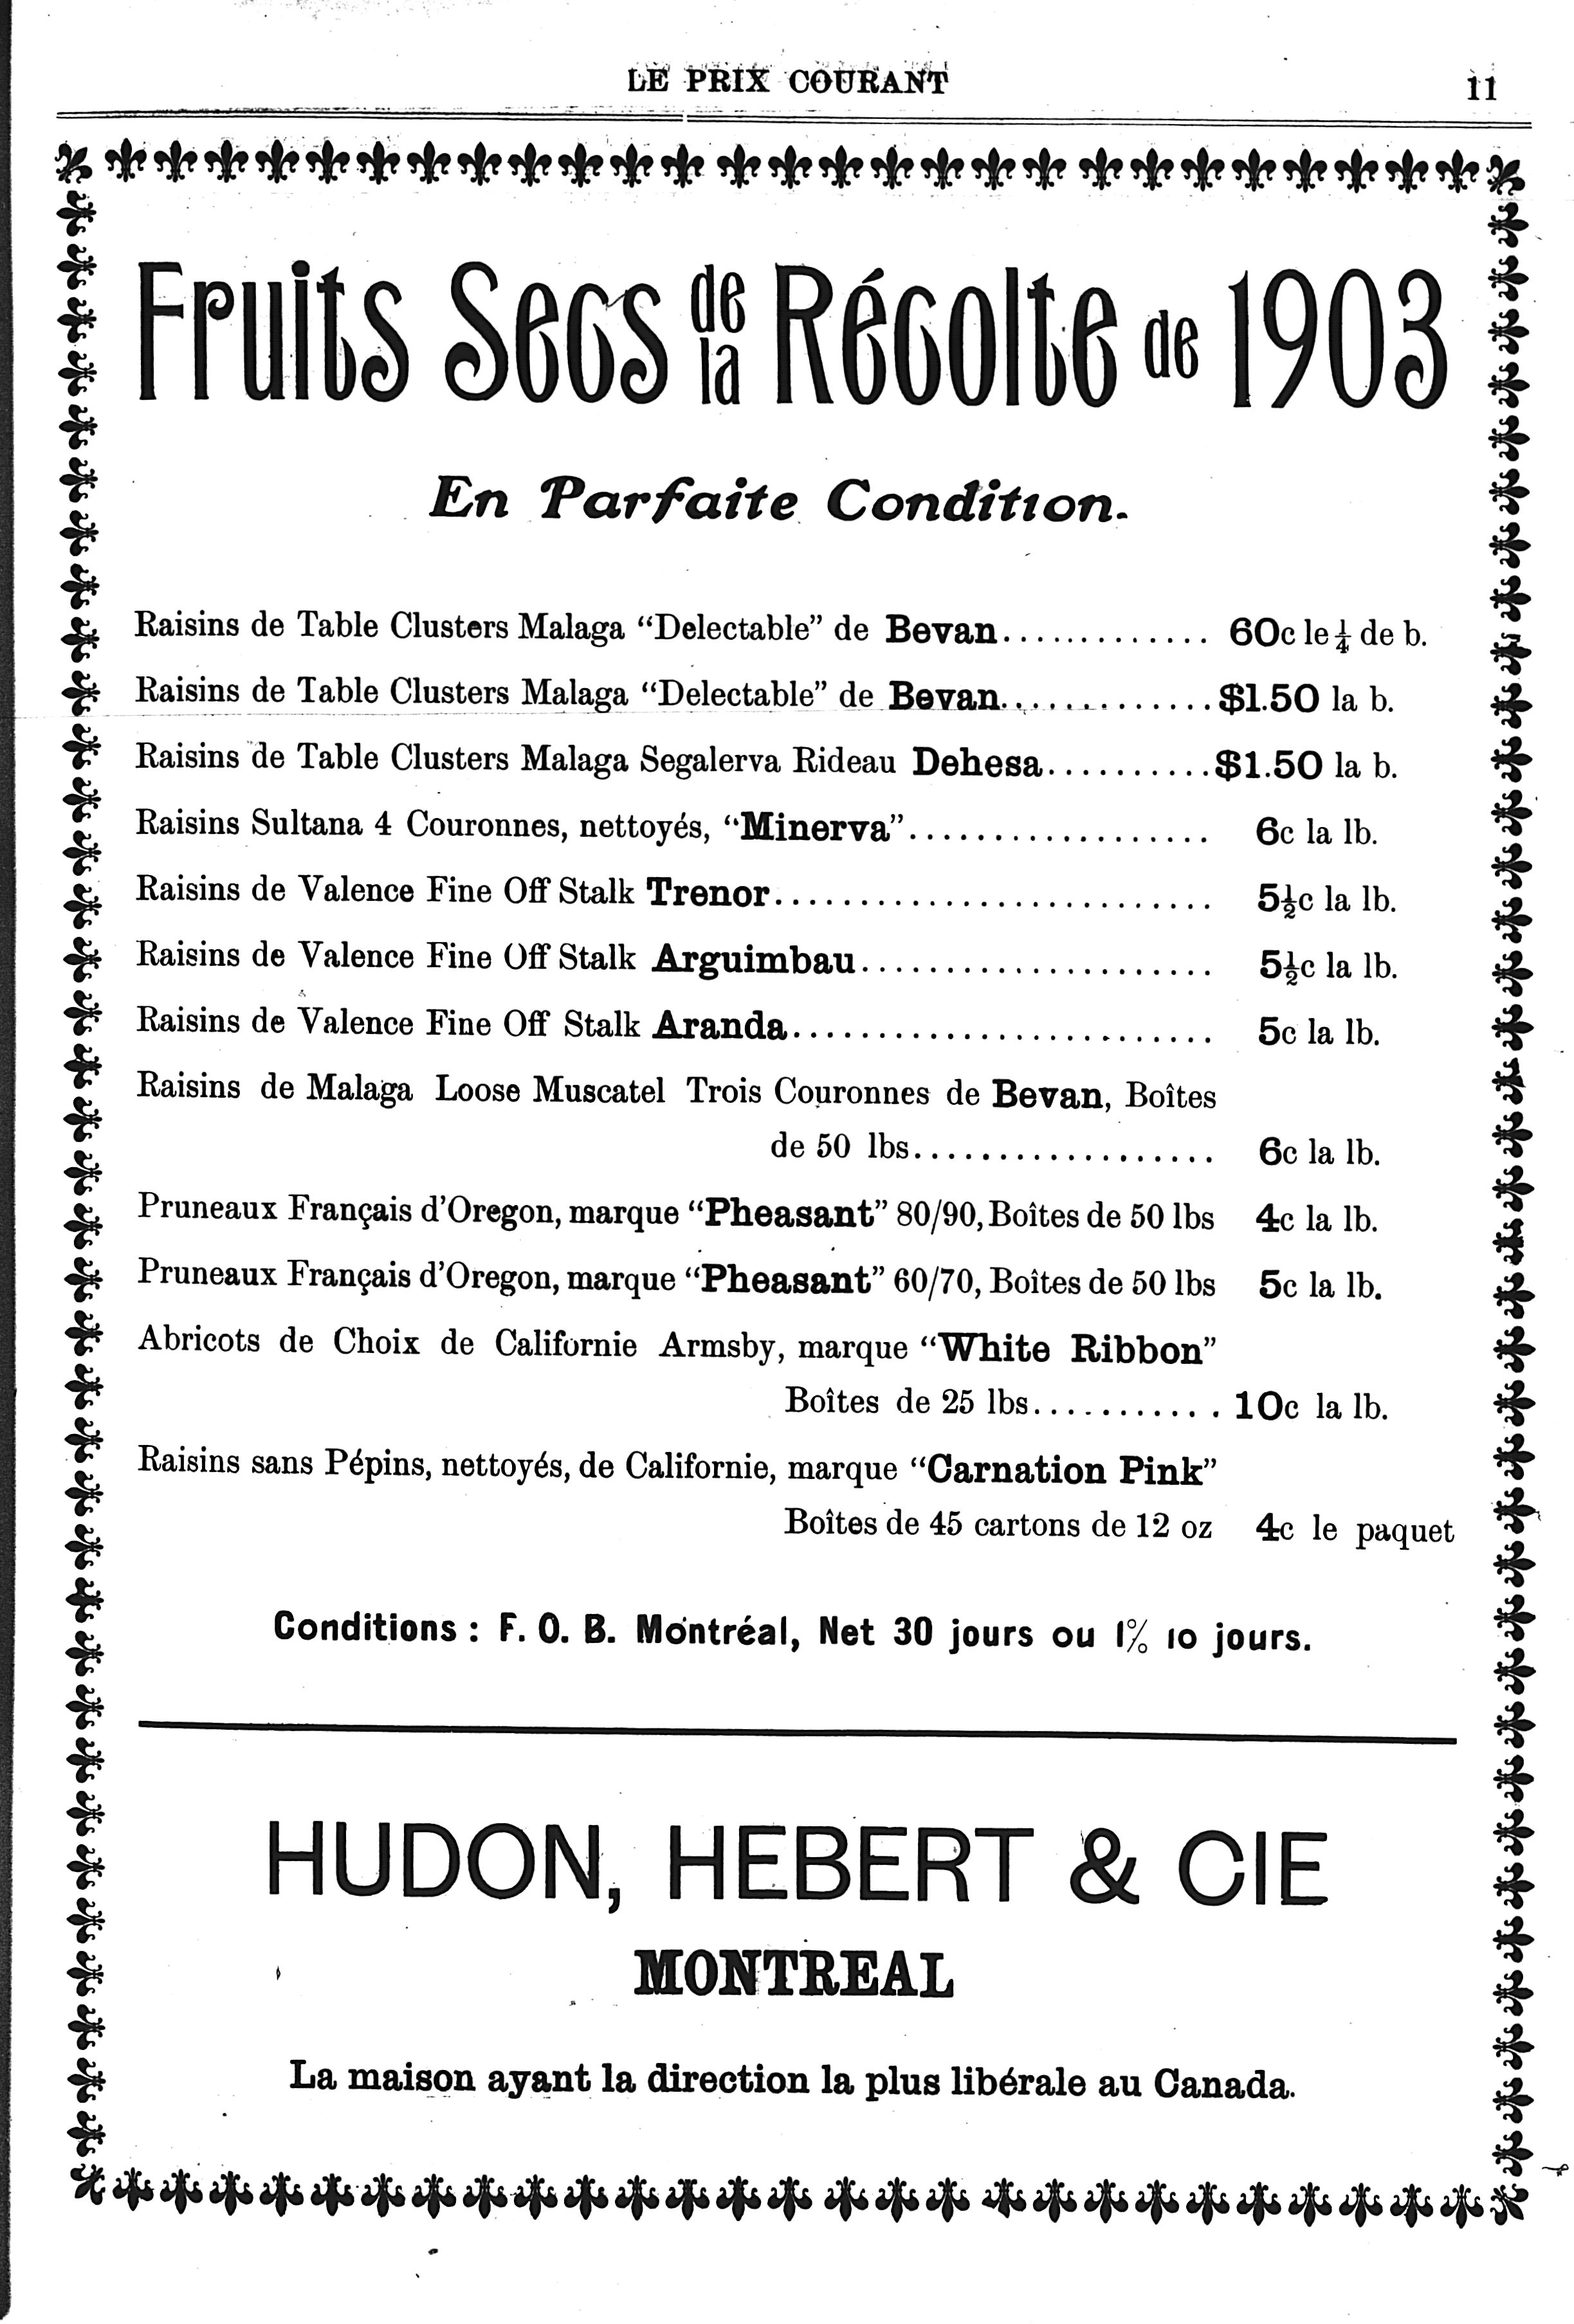 LE PRIX COURANT 11
Fruits Secs de la Récolte de 1903
En Parfaite Condition.
Raisins de Table Clusters Malaga “Delectable” de Bevan............. 60c le ¼ de b.
Raisins de Table Clusters Malaga “Delectable” de Bevan.............$1.50 la b.
Raisins de Table Clusters Malaga Segalerva Rideau Dehesa..........$1.50 la b.
Raisins Sultana 4 Couronnes, nettoyés, “Minerva”.................. 6c la lb.
Raisins de Valence Fine Off Stalk Trenor.......................... 5½c la lb.
Raisins de Valence Fine Off Stalk Arguimbau..................... 5½c la lb.
Raisins de Valence Fine Off Stalk Aranda......................... 5c la lb.
Raisins de Malaga Loose Muscatel Trois Couronnes de Bevan, Boîtes
de 50 lbs.................. 6c la lb.
Pruneaux Français d'Oregon, marque “Pheasant” 80/90, Boîtes de 50 lbs 4c la lb.
Pruneaux Français d'Oregon, marque “Pheasant” 60/70, Boîtes de 50 lbs 5c la lb.
Abricots de Choix de Californie Armsby, marque “White Ribbon”
Boîtes de 25 lbs........... 10c la lb.
Raisins sans Pépins, nettoyés, de Californie, marque “Carnation Pink”
Boîtes de 45 cartons de 12 oz 4c le paquet
Conditions : F. O. B. Montréal, Net 30 jours ou 1% 10 jours.
HUDON, HEBERT & CIE
MONTREAL
La maison ayant la direction la plus libérale au Canada.